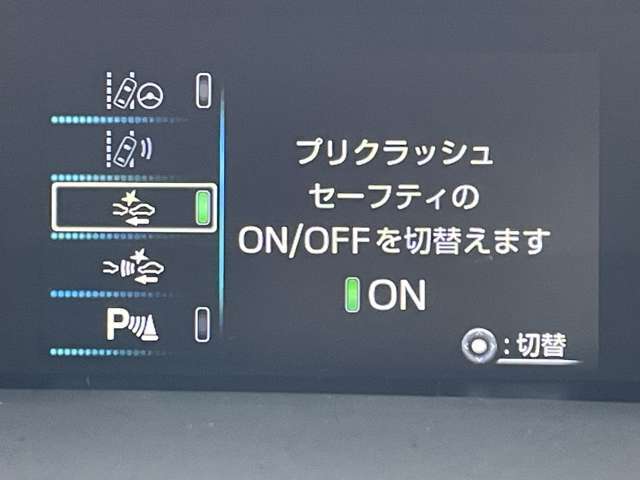 プリクラッシュ
セーフティの
ON/OFFを切替えます
ON
P
:切替